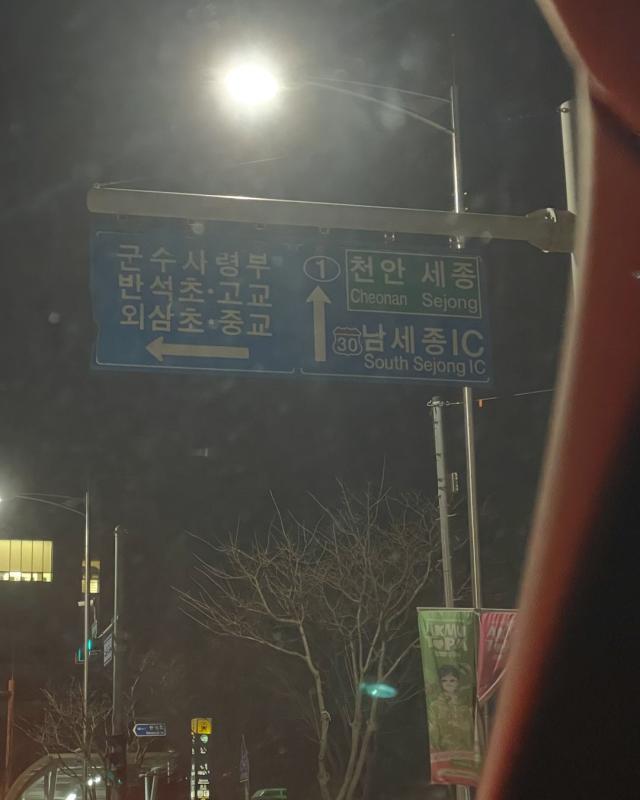 군수사령부
반석초·고교
외삼초·중교
1
천안 세종
Cheonan Sejong
30
남세종IC
South Sejong IC